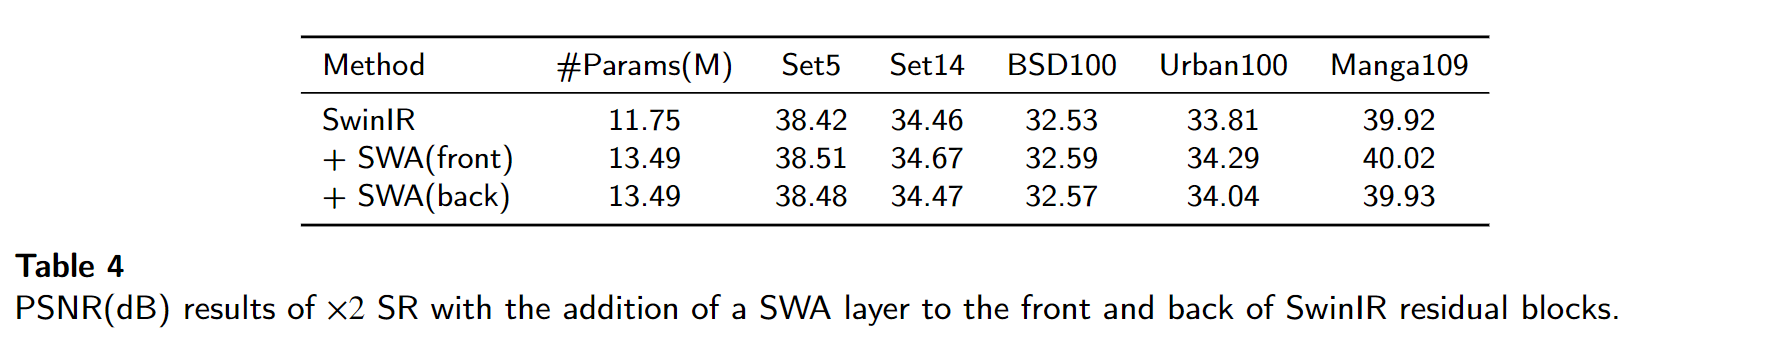 Method #Params(M) Set5 Set14 BSD100 Urban100 Manga109
SwinIR 11.75 38.42 34.46 32.53 33.81 39.92
+ SWA(front) 13.49 38.51 34.67 32.59 34.29 40.02
+ SWA(back) 13.49 38.48 34.47 32.57 34.04 39.93
Table 4
PSNR(dB) results of ×2 SR with the addition of a SWA layer to the front and back of SwinIR residual blocks.